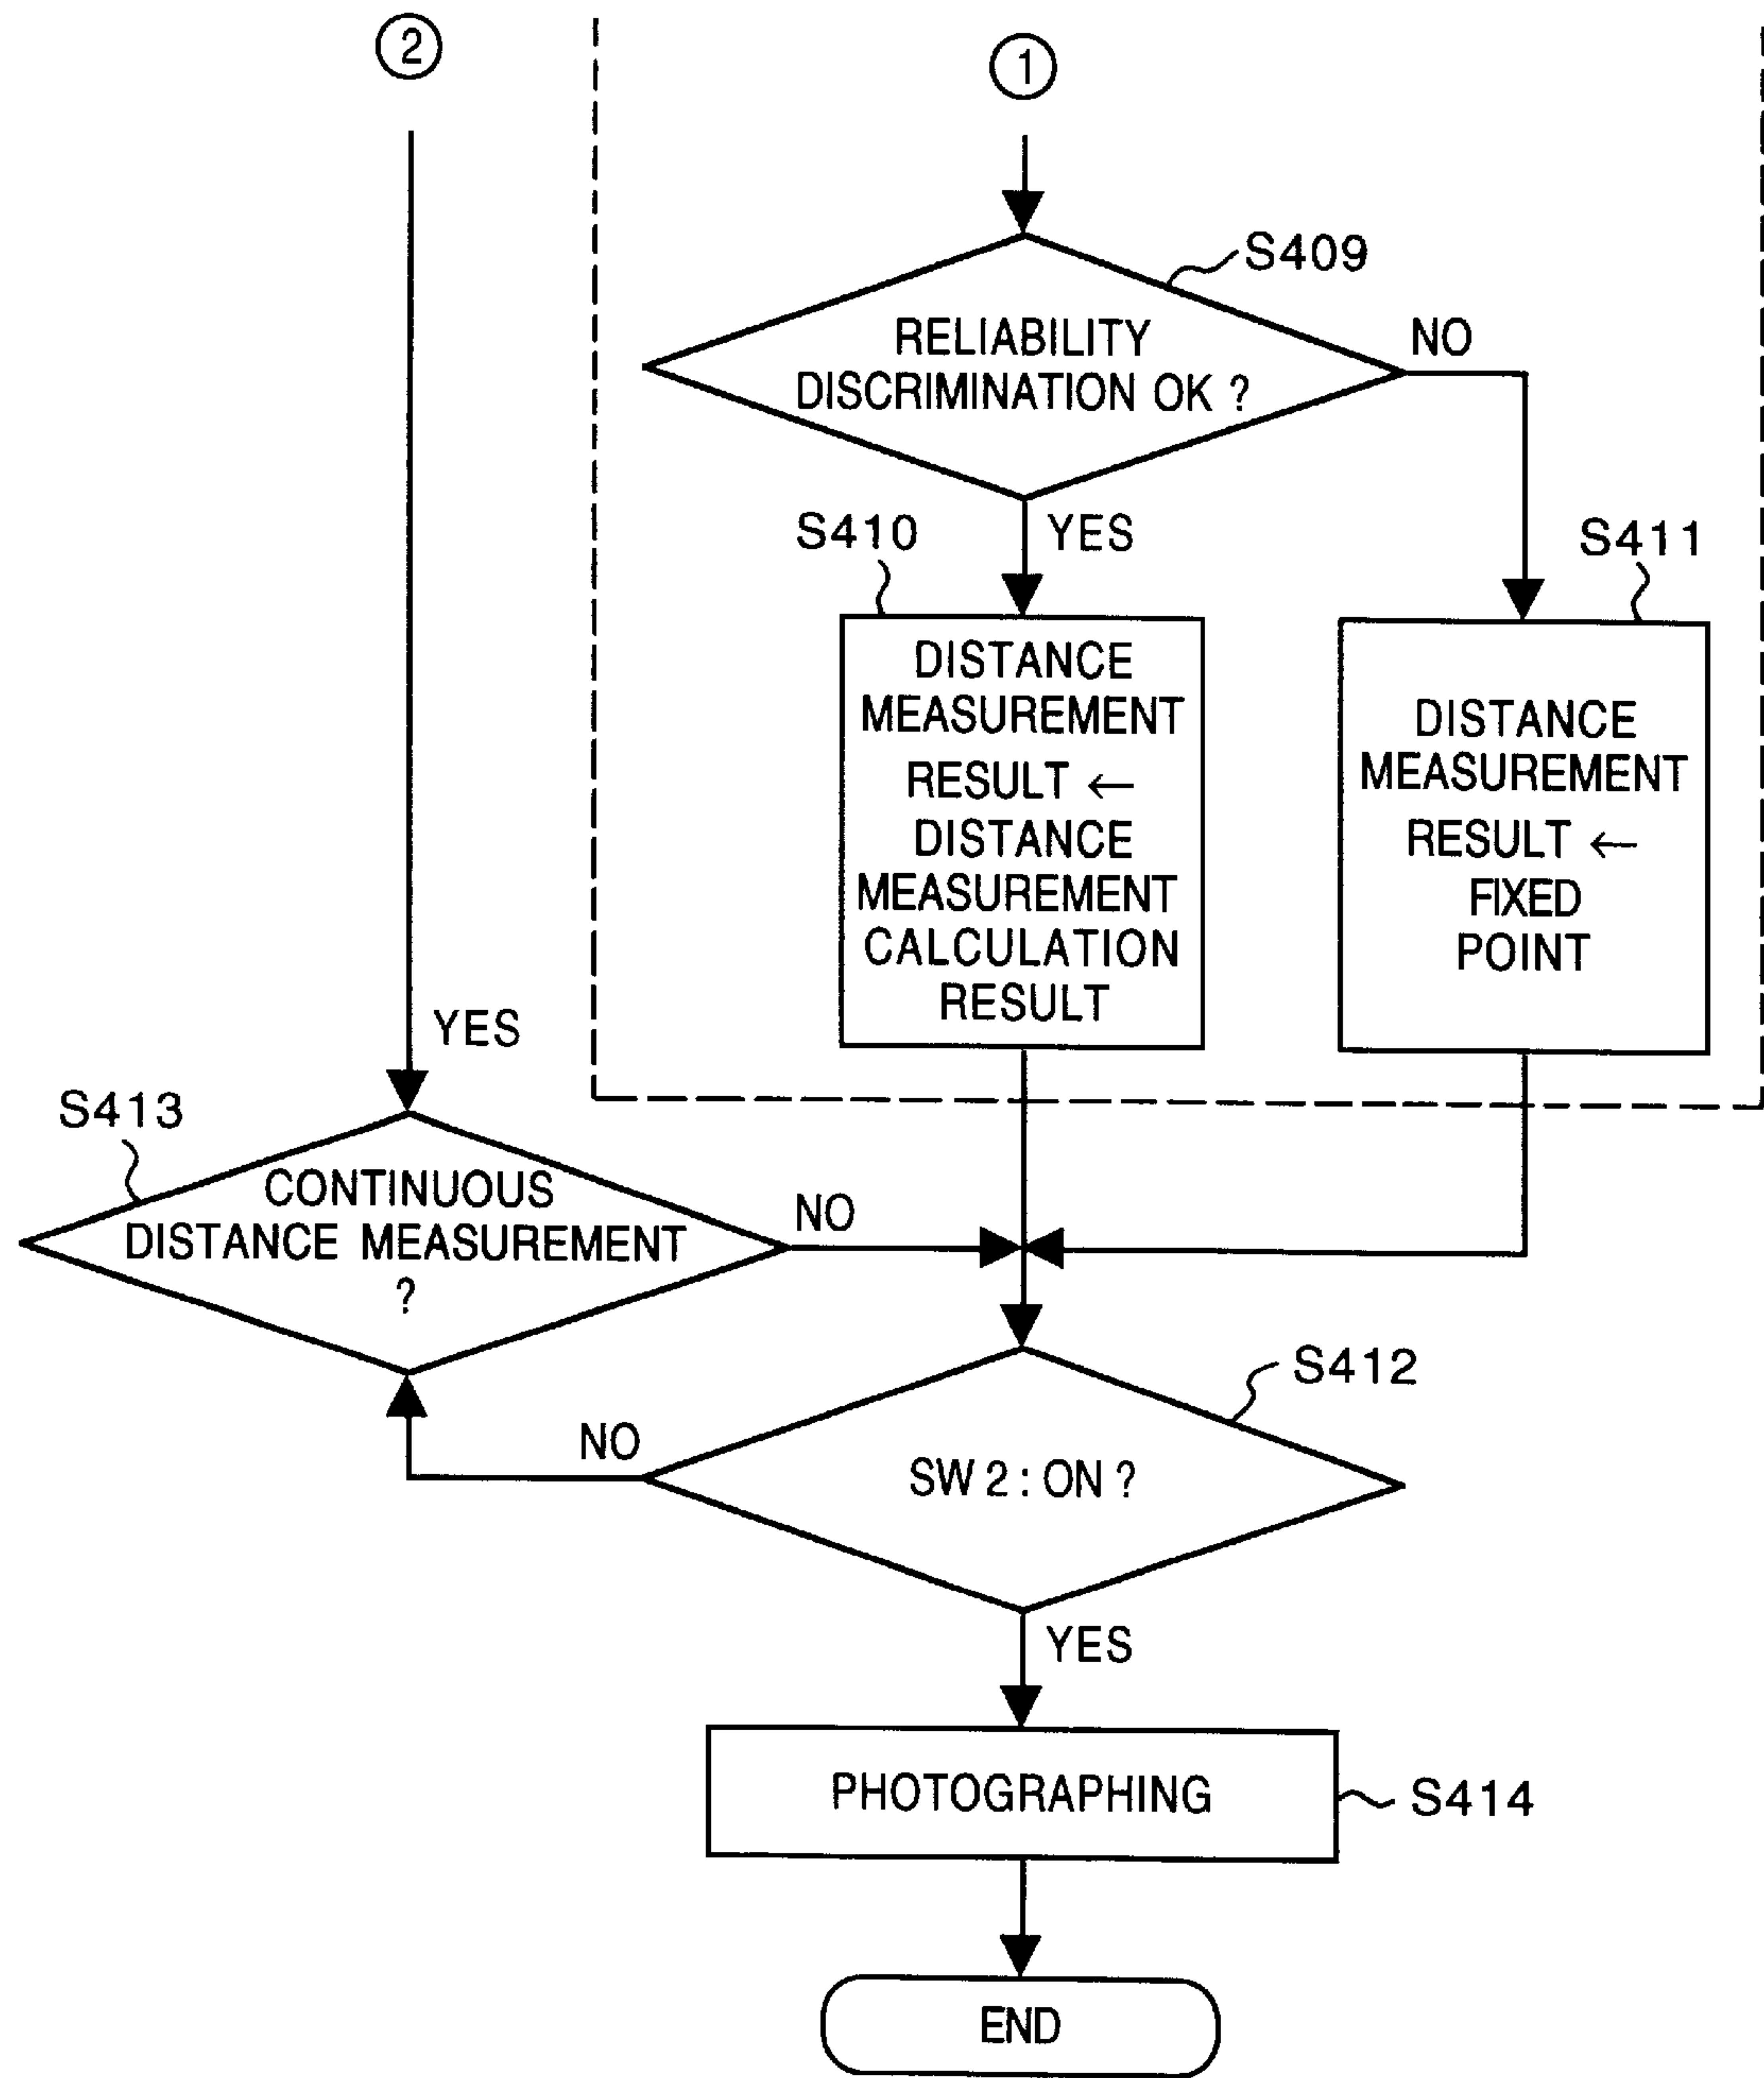 2
1
S409
RELIABILITY
DISCRIMINATION OK ?
NO
S410
YES
S411
DISTANCE
MEASUREMENT
RESULT ←
DISTANCE
MEASUREMENT
CALCULATION
RESULT
DISTANCE
MEASUREMENT
RESULT ←
FIXED
POINT
YES
S413
CONTINUOUS
DISTANCE MEASUREMENT
?
NO
S412
NO
SW 2 : ON ?
YES
PHOTOGRAPHING
S414
END